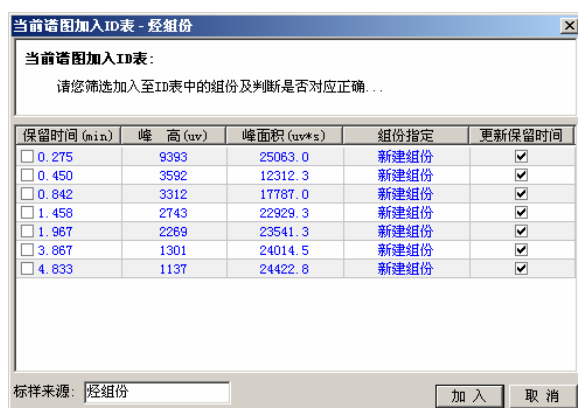 当前谱图加入ID表 - 烃组份
当前谱图加入ID表:
请您筛选加入至ID表中的组份及判断是否对应正确...
保留时间(min) 峰 高(uv) 峰面积(uv*s) 组份指定 更新保留时间
0.275 9393 25063.0 新建组份
0.450 3592 12312.3 新建组份
0.842 3312 17787.0 新建组份
1.458 2743 22929.3 新建组份
1.967 2269 23541.3 新建组份
3.867 1301 24014.5 新建组份
4.833 1137 24422.8 新建组份
标样来源: 烃组份 加 入 取 消